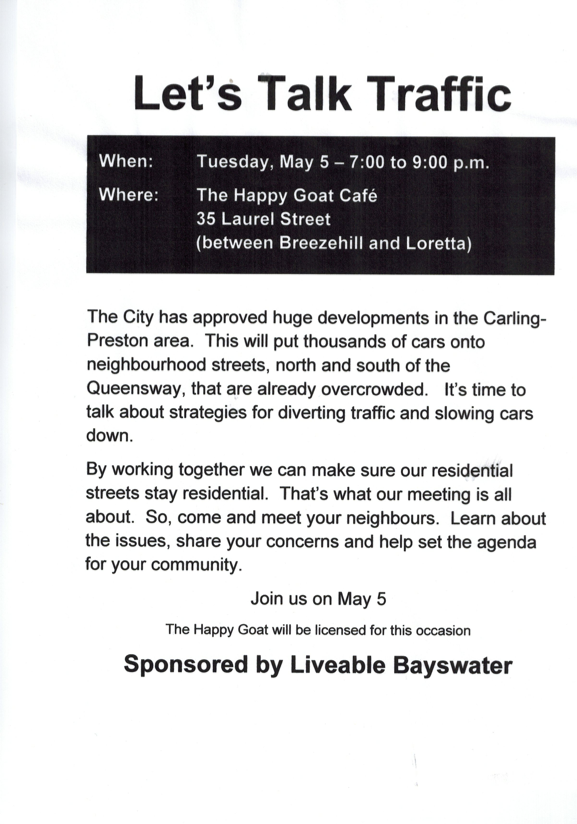 Let's Talk Traffic
When: Tuesday, May 5 – 7:00 to 9:00 p.m.
Where: The Happy Goat Café
35 Laurel Street
(between Breezehill and Loretta)
The City has approved huge developments in the Carling-
Preston area. This will put thousands of cars onto
neighbourhood streets, north and south of the
Queensway, that are already overcrowded. It's time to
talk about strategies for diverting traffic and slowing cars
down.
By working together we can make sure our residential
streets stay residential. That's what our meeting is all
about. So, come and meet your neighbours. Learn about
the issues, share your concerns and help set the agenda
for your community.
Join us on May 5
The Happy Goat will be licensed for this occasion
Sponsored by Liveable Bayswater